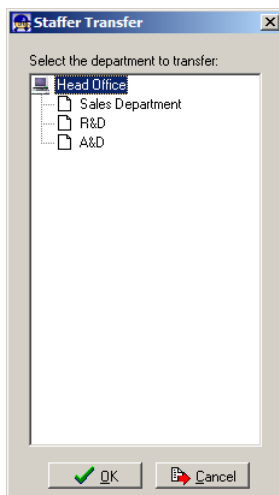 Staffer Transfer
Select the department to transfer:
Head Office
Sales Department
R&D
A&D
OK
Cancel